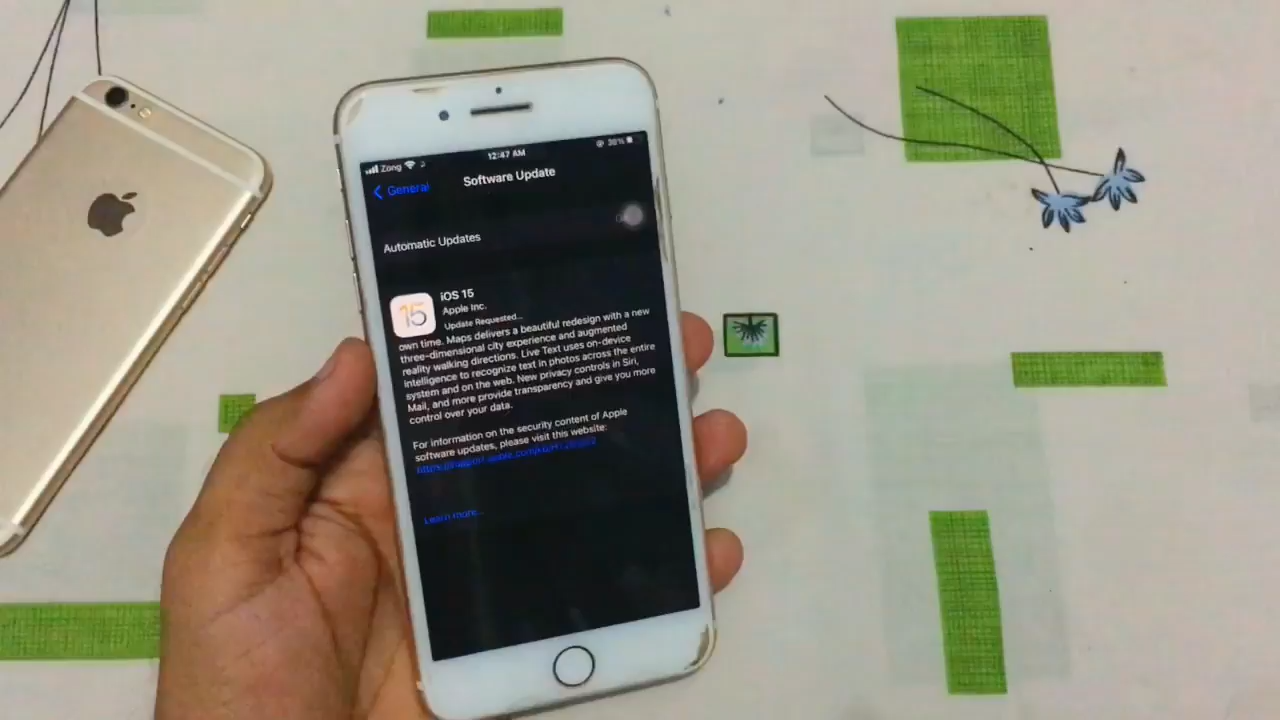 Zong
12:47 AM
36%
General
Software Update
Automatic Updates
15
iOS 15
Apple Inc.
Update Requested...
own time. Maps delivers a beautiful redesign with a new
three-dimensional city experience and augmented
reality walking directions. Live Text uses on-device
intelligence to recognize text in photos across the entire
system and on the web. New privacy controls in Siri,
Mail, and more provide transparency and give you more
control over your data.
For information on the security content of Apple
software updates, please visit this website:
Learn more...